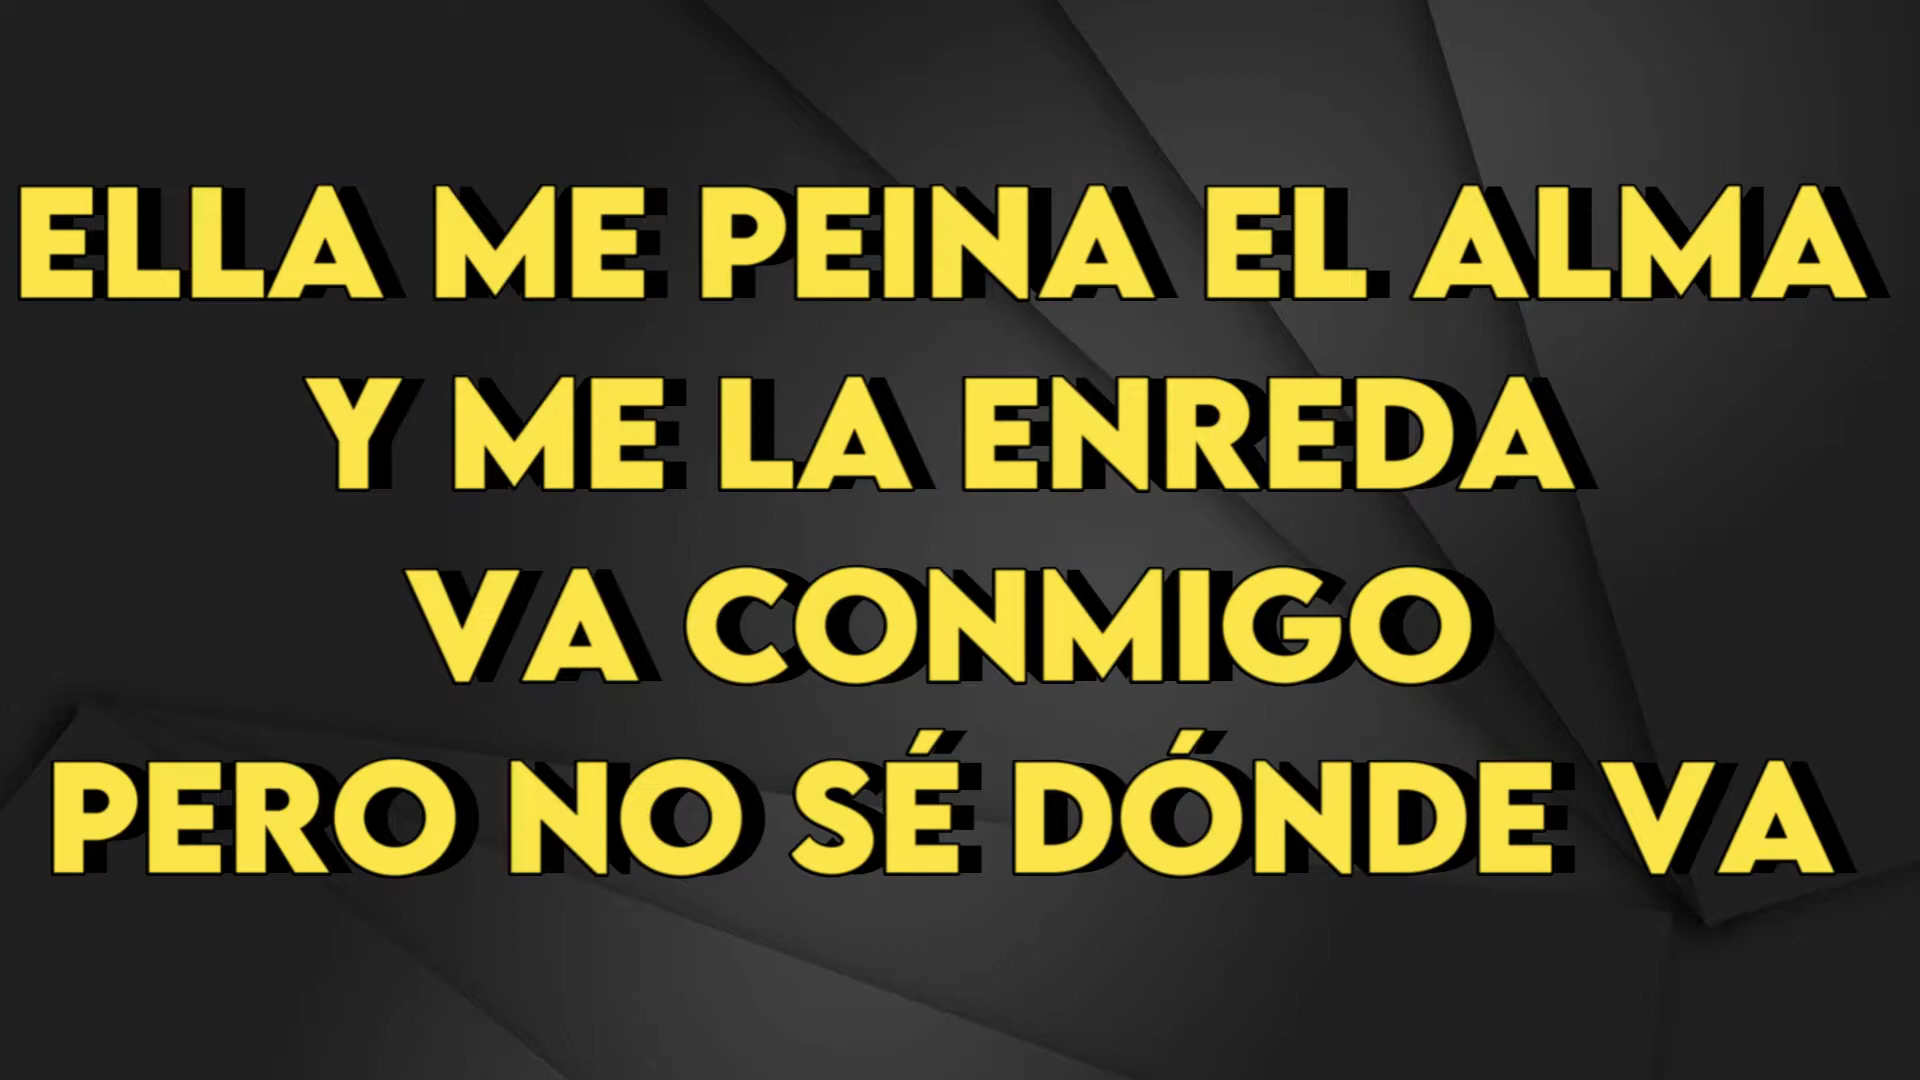 ELLA ME PEINA EL ALMA
Y ME LA ENREDA
VA CONMIGO
PERO NO SÉ DÓNDE VA